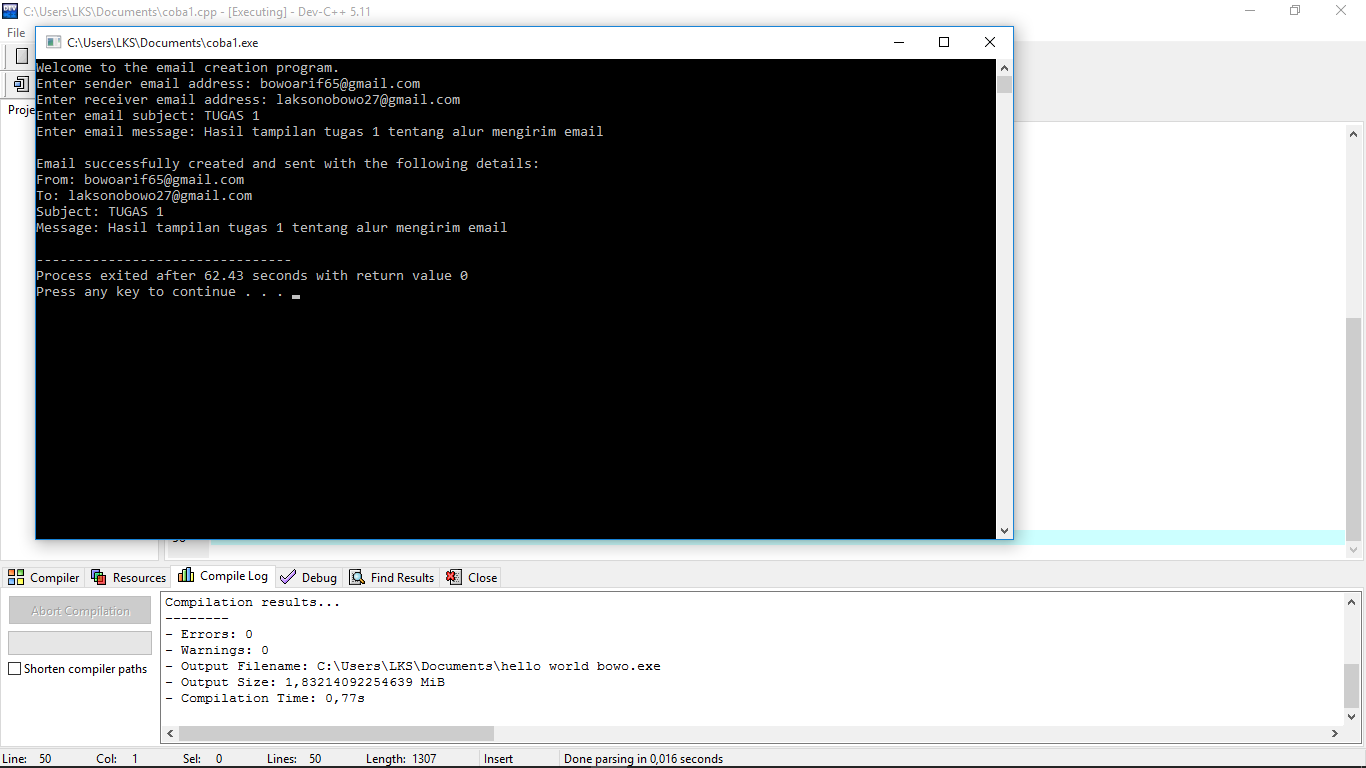 C:\Users\LKS\Documents\coba1.cpp - [Executing] - Dev-C++ 5.11
File
C:\Users\LKS\Documents\coba1.exe
Proje
Welcome to the email creation program.
Enter sender email address: bowoarif65@gmail.com
Enter receiver email address: laksonobowo27@gmail.com
Enter email subject: TUGAS 1
Enter email message: Hasil tampilan tugas 1 tentang alur mengirim email
Email successfully created and sent with the following details:
From: bowoarif65@gmail.com
To: laksonobowo27@gmail.com
Subject: TUGAS 1
Message: Hasil tampilan tugas 1 tentang alur mengirim email
--------------------------------
Process exited after 62.43 seconds with return value 0
Press any key to continue . . .
Compiler Resources Compile Log Debug Find Results Close
Abort Compilation
Shorten compiler paths
Compilation results...
--------
- Errors: 0
- Warnings: 0
- Output Filename: C:\Users\LKS\Documents\hello world bowo.exe
- Output Size: 1,83214092254639 MiB
- Compilation Time: 0,77s
Line: 50 Col: 1 Sel: 0 Lines: 50 Length: 1307 Insert Done parsing in 0,016 seconds